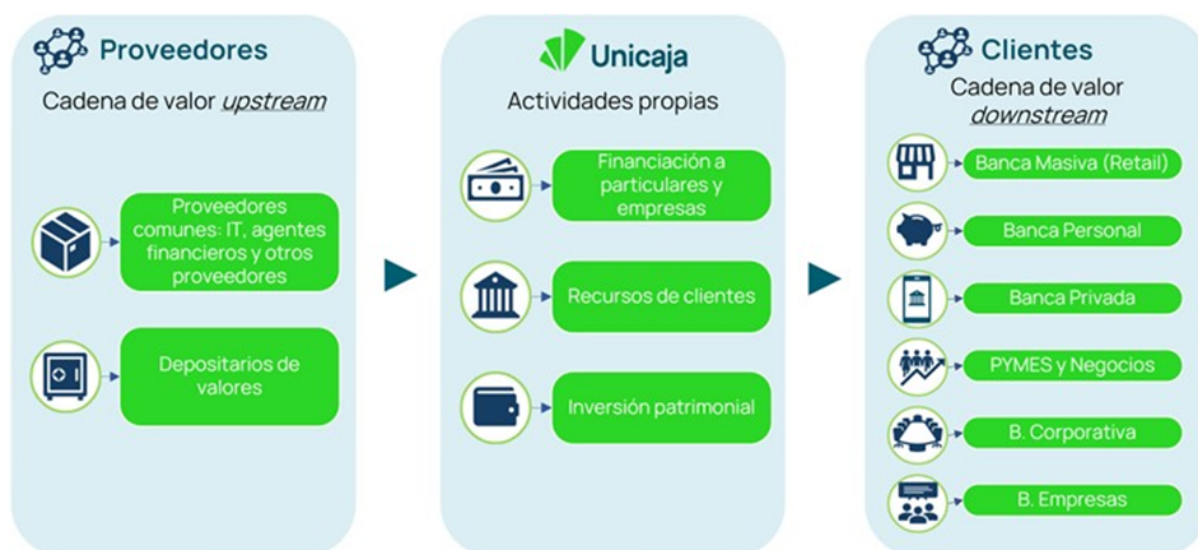 Proveedores
Cadena de valor upstream
Proveedores
comunes: IT, agentes
financieros y otros
proveedores
Depositarios de
valores
Unicaja
Actividades propias
Financiación a
particulares y
empresas
Recursos de clientes
Inversión patrimonial
Clientes
Cadena de valor
downstream
Banca Masiva (Retail)
Banca Personal
Banca Privada
PYMES y Negocios
B. Corporativa
B. Empresas